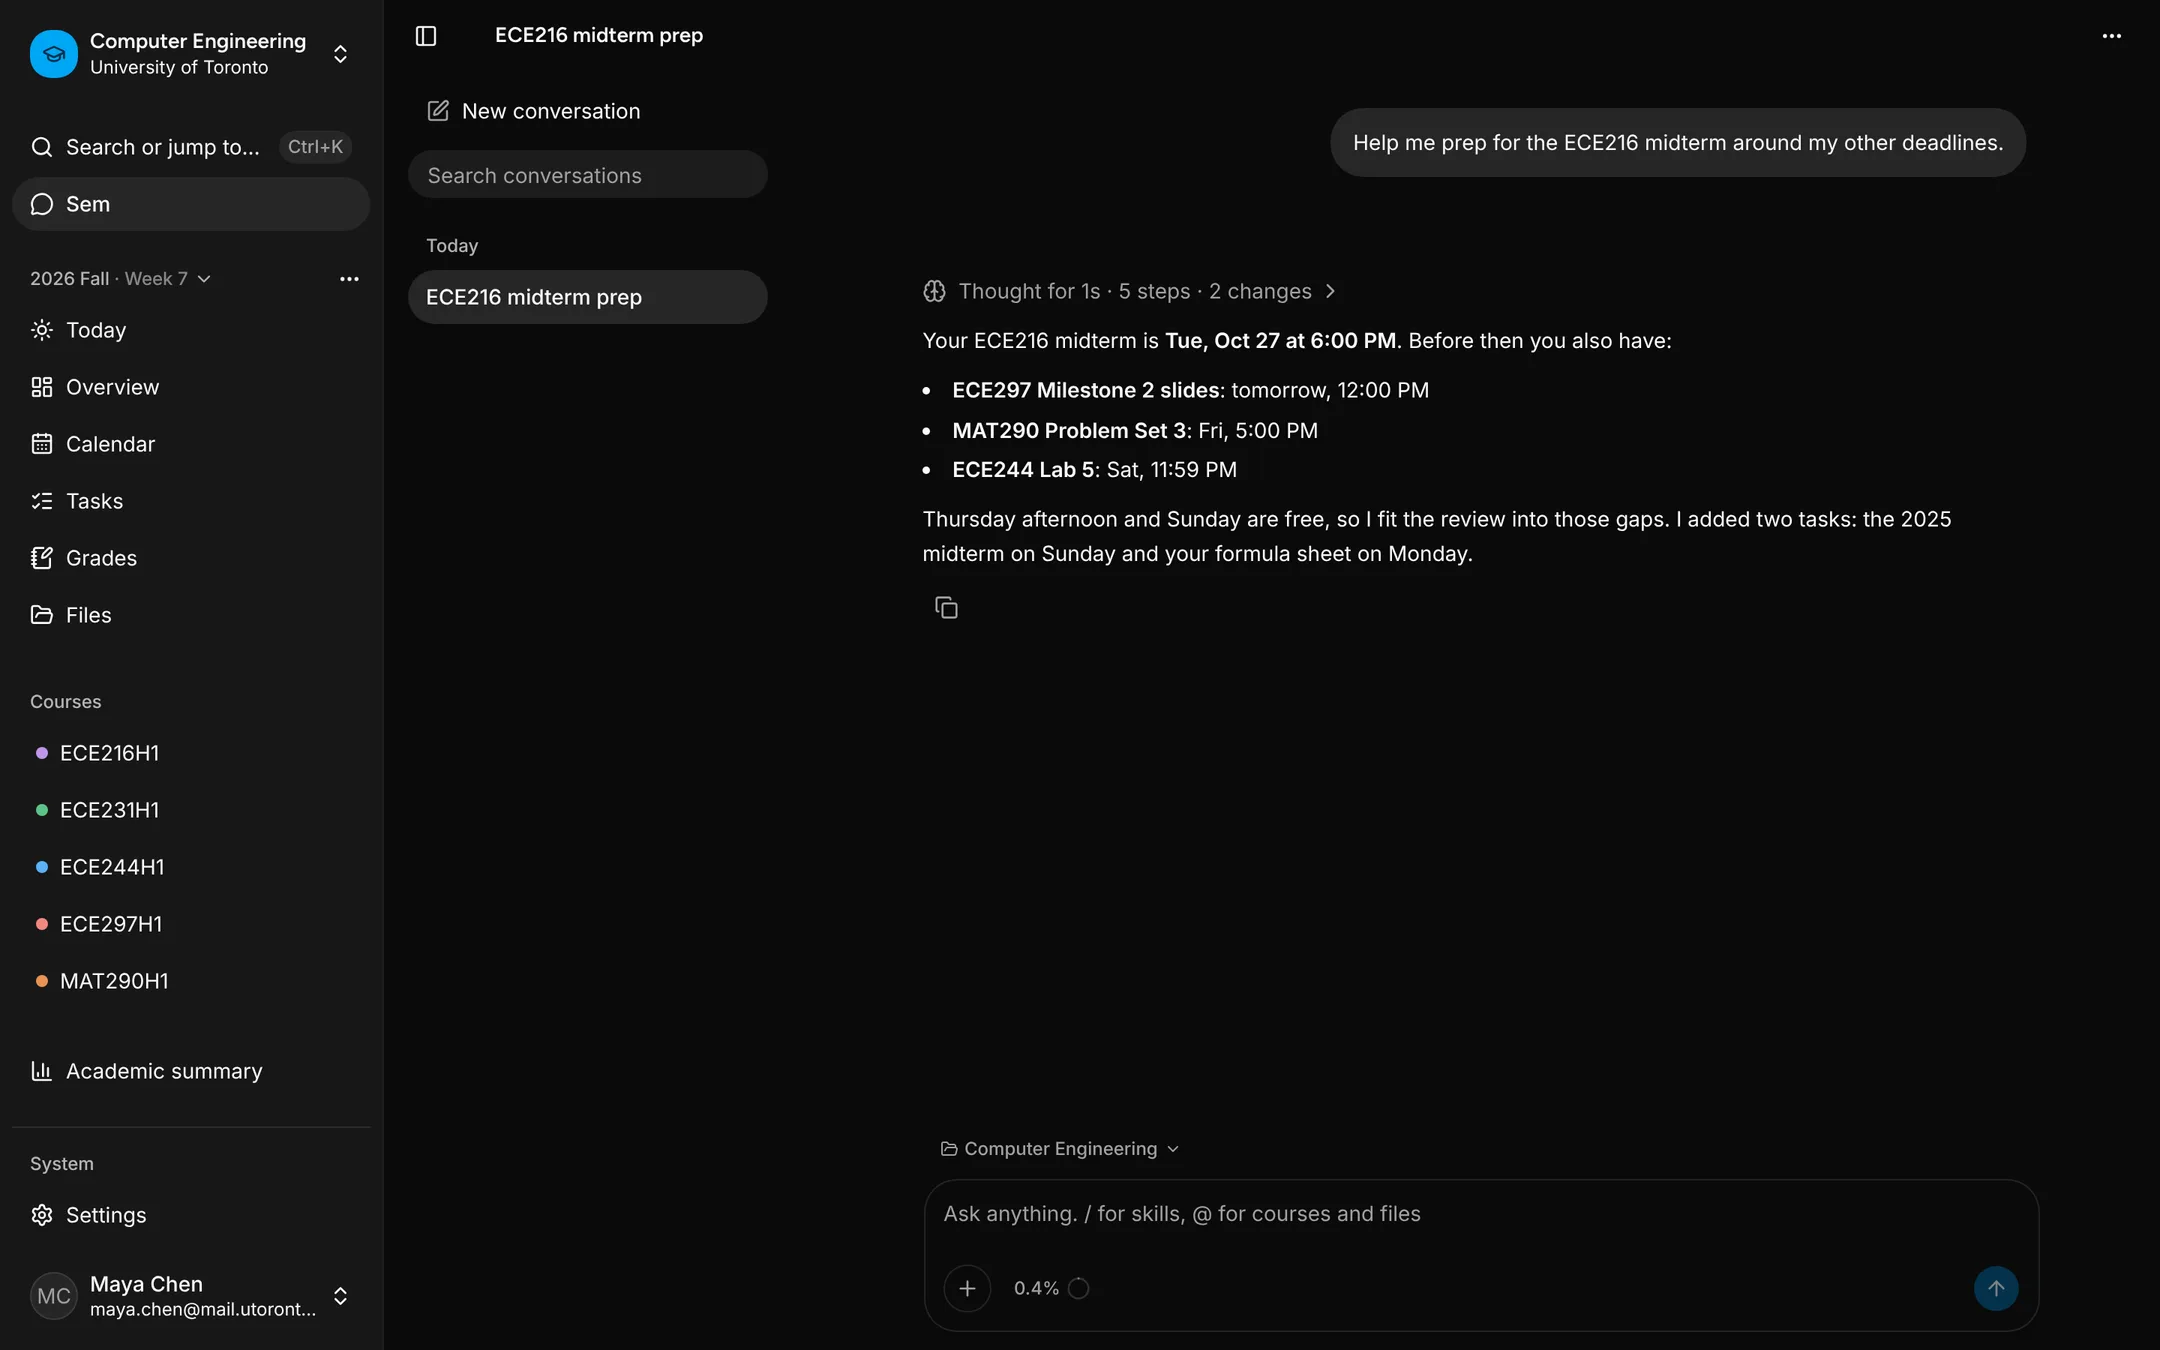 Computer Engineering
University of Toronto
Search or jump to...
Ctrl+K
Sem
2026 Fall · Week 7
Today
Overview
Calendar
Tasks
Grades
Files
Courses
ECE216H1
ECE231H1
ECE244H1
ECE297H1
MAT290H1
Academic summary
System
Settings
MC
Maya Chen
maya.chen@mail.utoront...
ECE216 midterm prep
New conversation
Search conversations
Today
ECE216 midterm prep
Help me prep for the ECE216 midterm around my other deadlines.
Thought for 1s · 5 steps · 2 changes
Your ECE216 midterm is Tue, Oct 27 at 6:00 PM. Before then you also have:
• ECE297 Milestone 2 slides: tomorrow, 12:00 PM
• MAT290 Problem Set 3: Fri, 5:00 PM
• ECE244 Lab 5: Sat, 11:59 PM
Thursday afternoon and Sunday are free, so I fit the review into those gaps. I added two tasks: the 2025
midterm on Sunday and your formula sheet on Monday.
Computer Engineering
Ask anything. / for skills, @ for courses and files
0.4%